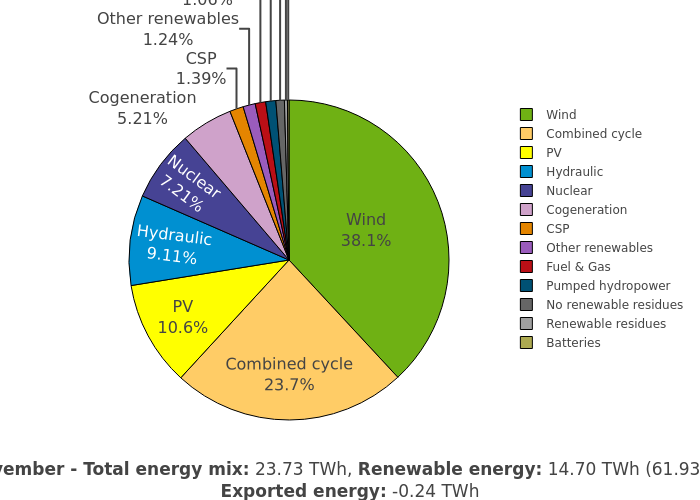 Other renewables
1.24%
CSP
1.39%
Cogeneration
5.21%
Nuclear
7.21%
Hydraulic
9.11%
PV
10.6%
Combined cycle
23.7%
Wind
38.1%
Wind
Combined cycle
PV
Hydraulic
Nuclear
Cogeneration
CSP
Other renewables
Fuel & Gas
Pumped hydropower
No renewable residues
Renewable residues
Batteries
- Total energy mix: 23.73 TWh, Renewable energy: 14.70 TWh (61.93
Exported energy: -0.24 TWh